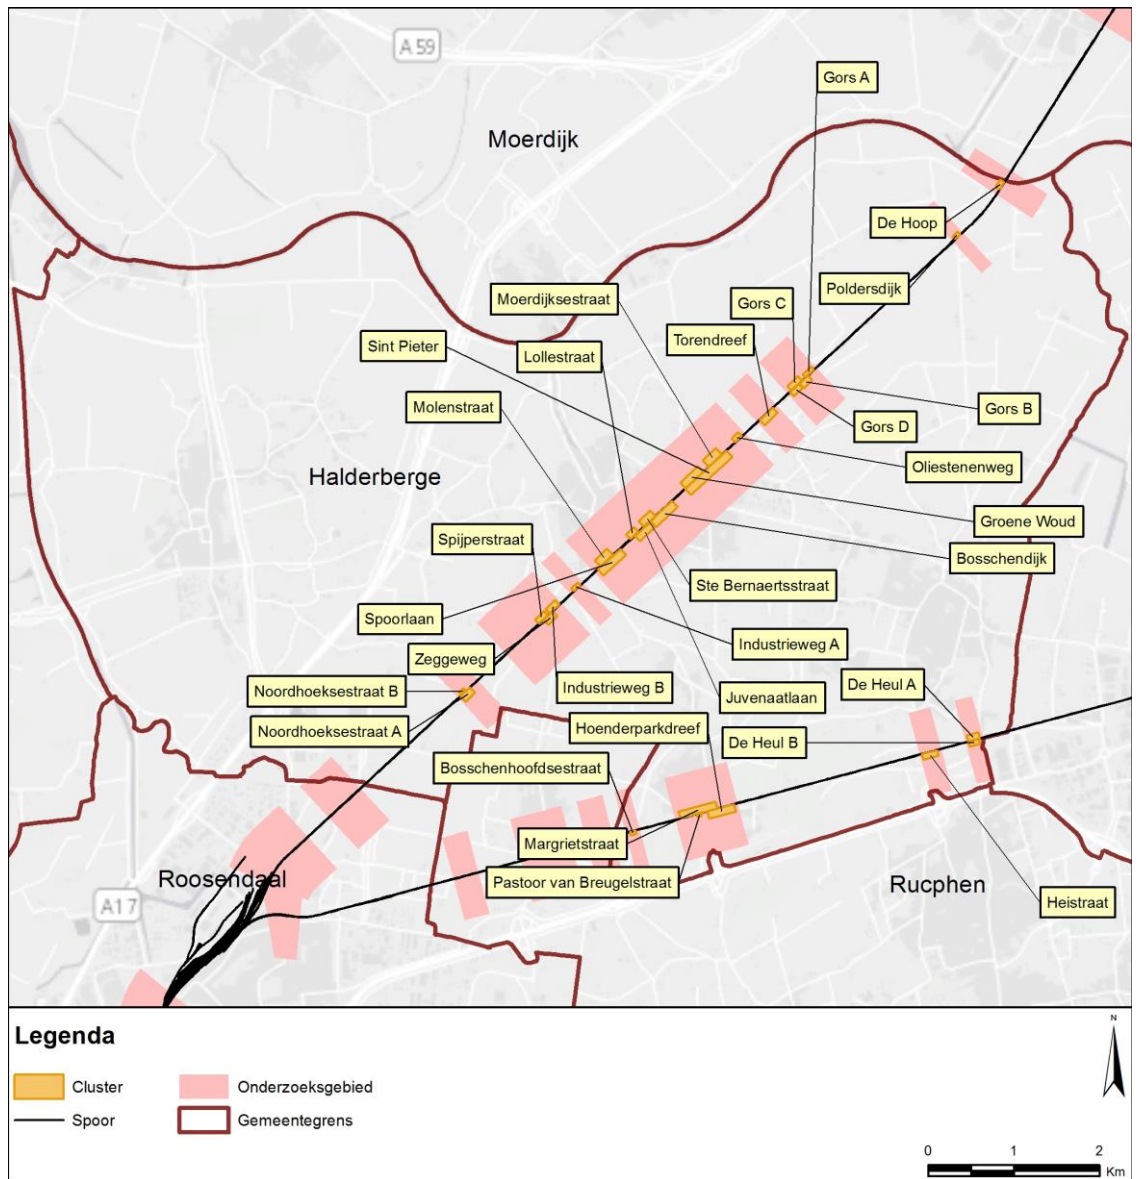 A 59
Gors A
Moerdijk
De Hoop
Poldersdijk
Moerdijksestraat
Gors C
Torendreef
Sint Pieter
Lollestraat
Molenstraat
Gors B
Gors D
Oliestenenweg
Halderberge
Groene Woud
Spijperstraat
Bosschendijk
Ste Bernaertsstraat
Spoorlaan
Industrieweg A
Zeggeweg
Noordhoeksestraat B
Industrieweg B
Juvenaatlaan
De Heul A
Noordhoeksestraat A
Hoenderparkdreef
De Heul B
Bosschenhoofdsestraat
Margrietstraat
Roosendaal
Pastoor van Breugelstraat
Rucphen
A17
Heistraat
Legenda
Cluster
Onderzoeksgebied
Spoor
Gemeentegrens
N
0 1 2
Km